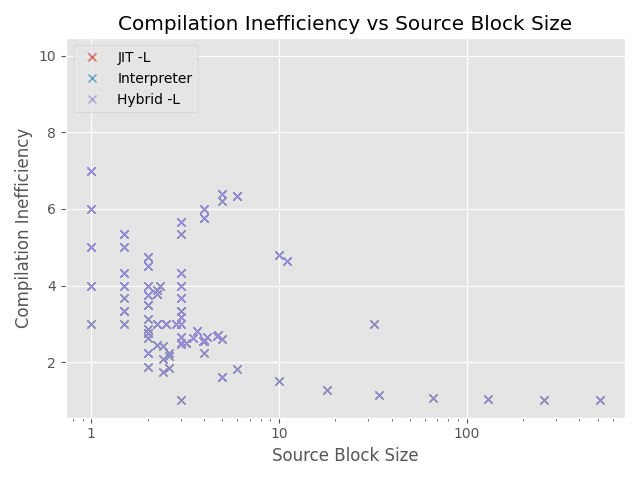 Compilation Inefficiency vs Source Block Size
10
8
6
4
2
Compilation Inefficiency
JIT -L
Interpreter
Hybrid -L
1
10
100
Source Block Size